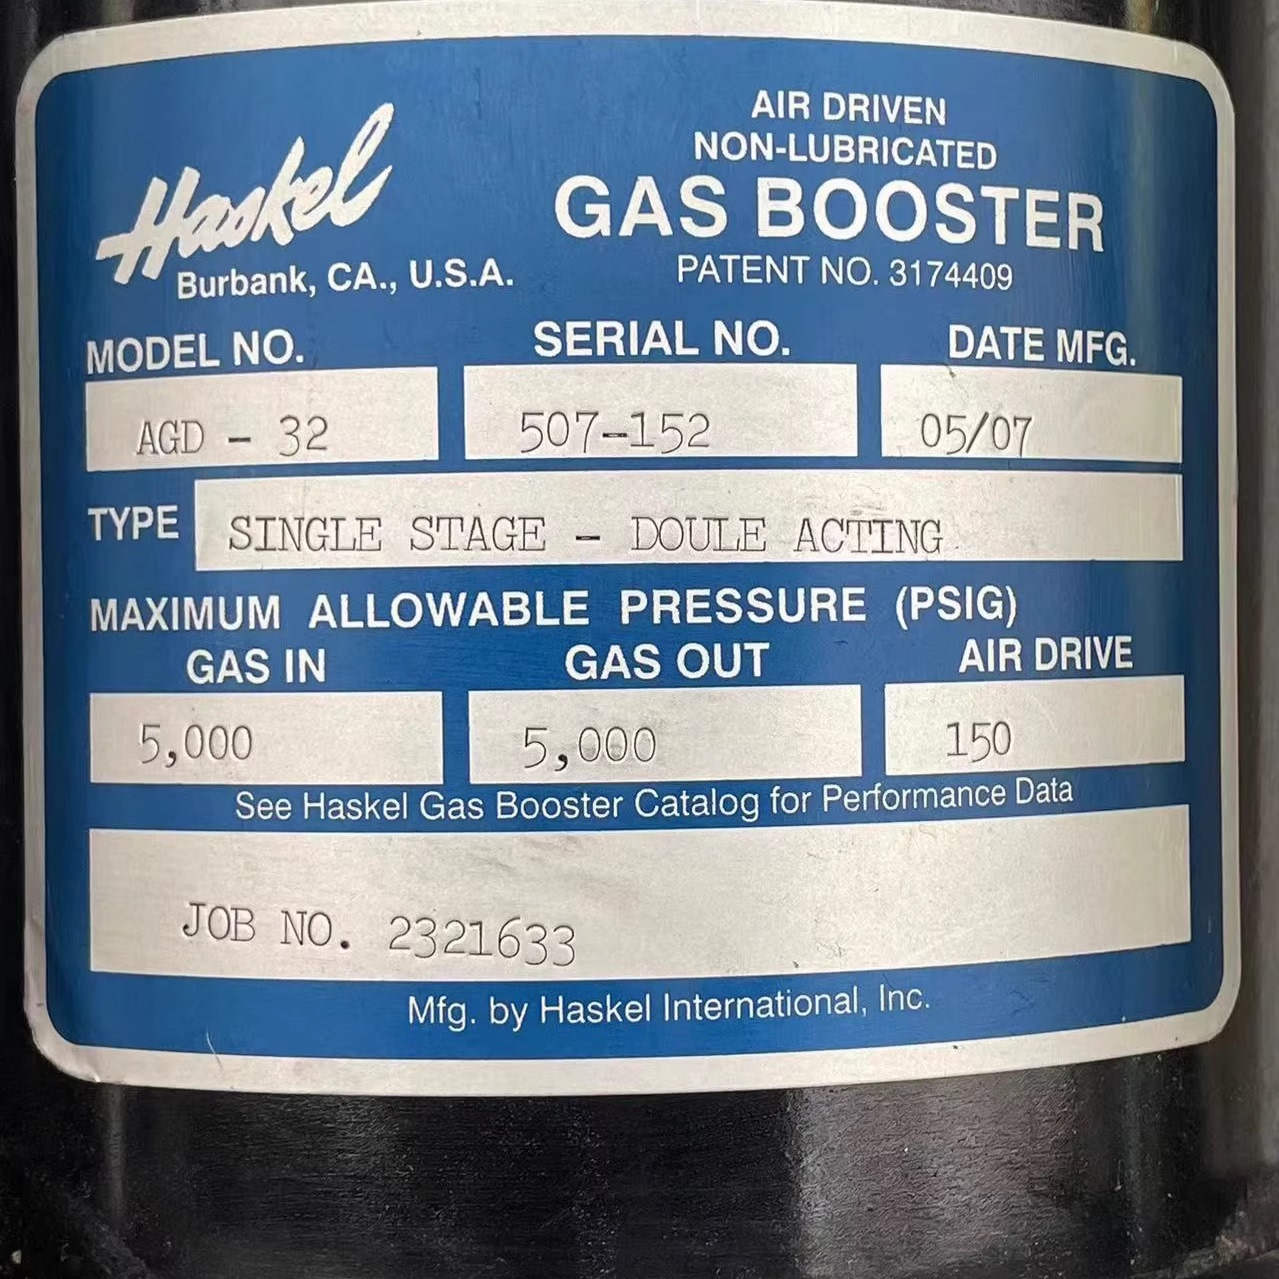 Haskel
Burbank, CA., U.S.A.
AIR DRIVEN
NON-LUBRICATED
GAS BOOSTER
PATENT NO. 3174409
MODEL NO. SERIAL NO. DATE MFG.
AGD - 32 507-152 05/07
TYPE SINGLE STAGE - DOULE ACTING
MAXIMUM ALLOWABLE PRESSURE (PSIG)
GAS IN GAS OUT AIR DRIVE
5,000 5,000 150
See Haskel Gas Booster Catalog for Performance Data
JOB NO. 2321633
Mfg. by Haskel International, Inc.